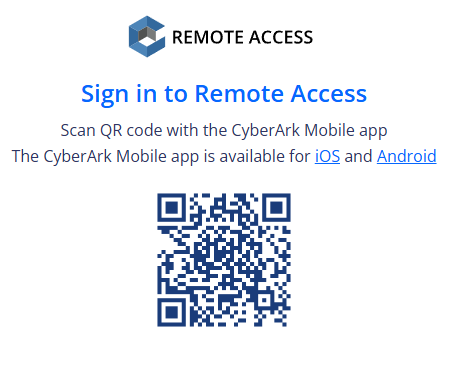 REMOTE ACCESS
Sign in to Remote Access
Scan QR code with the CyberArk Mobile app
The CyberArk Mobile app is available for iOS and Android